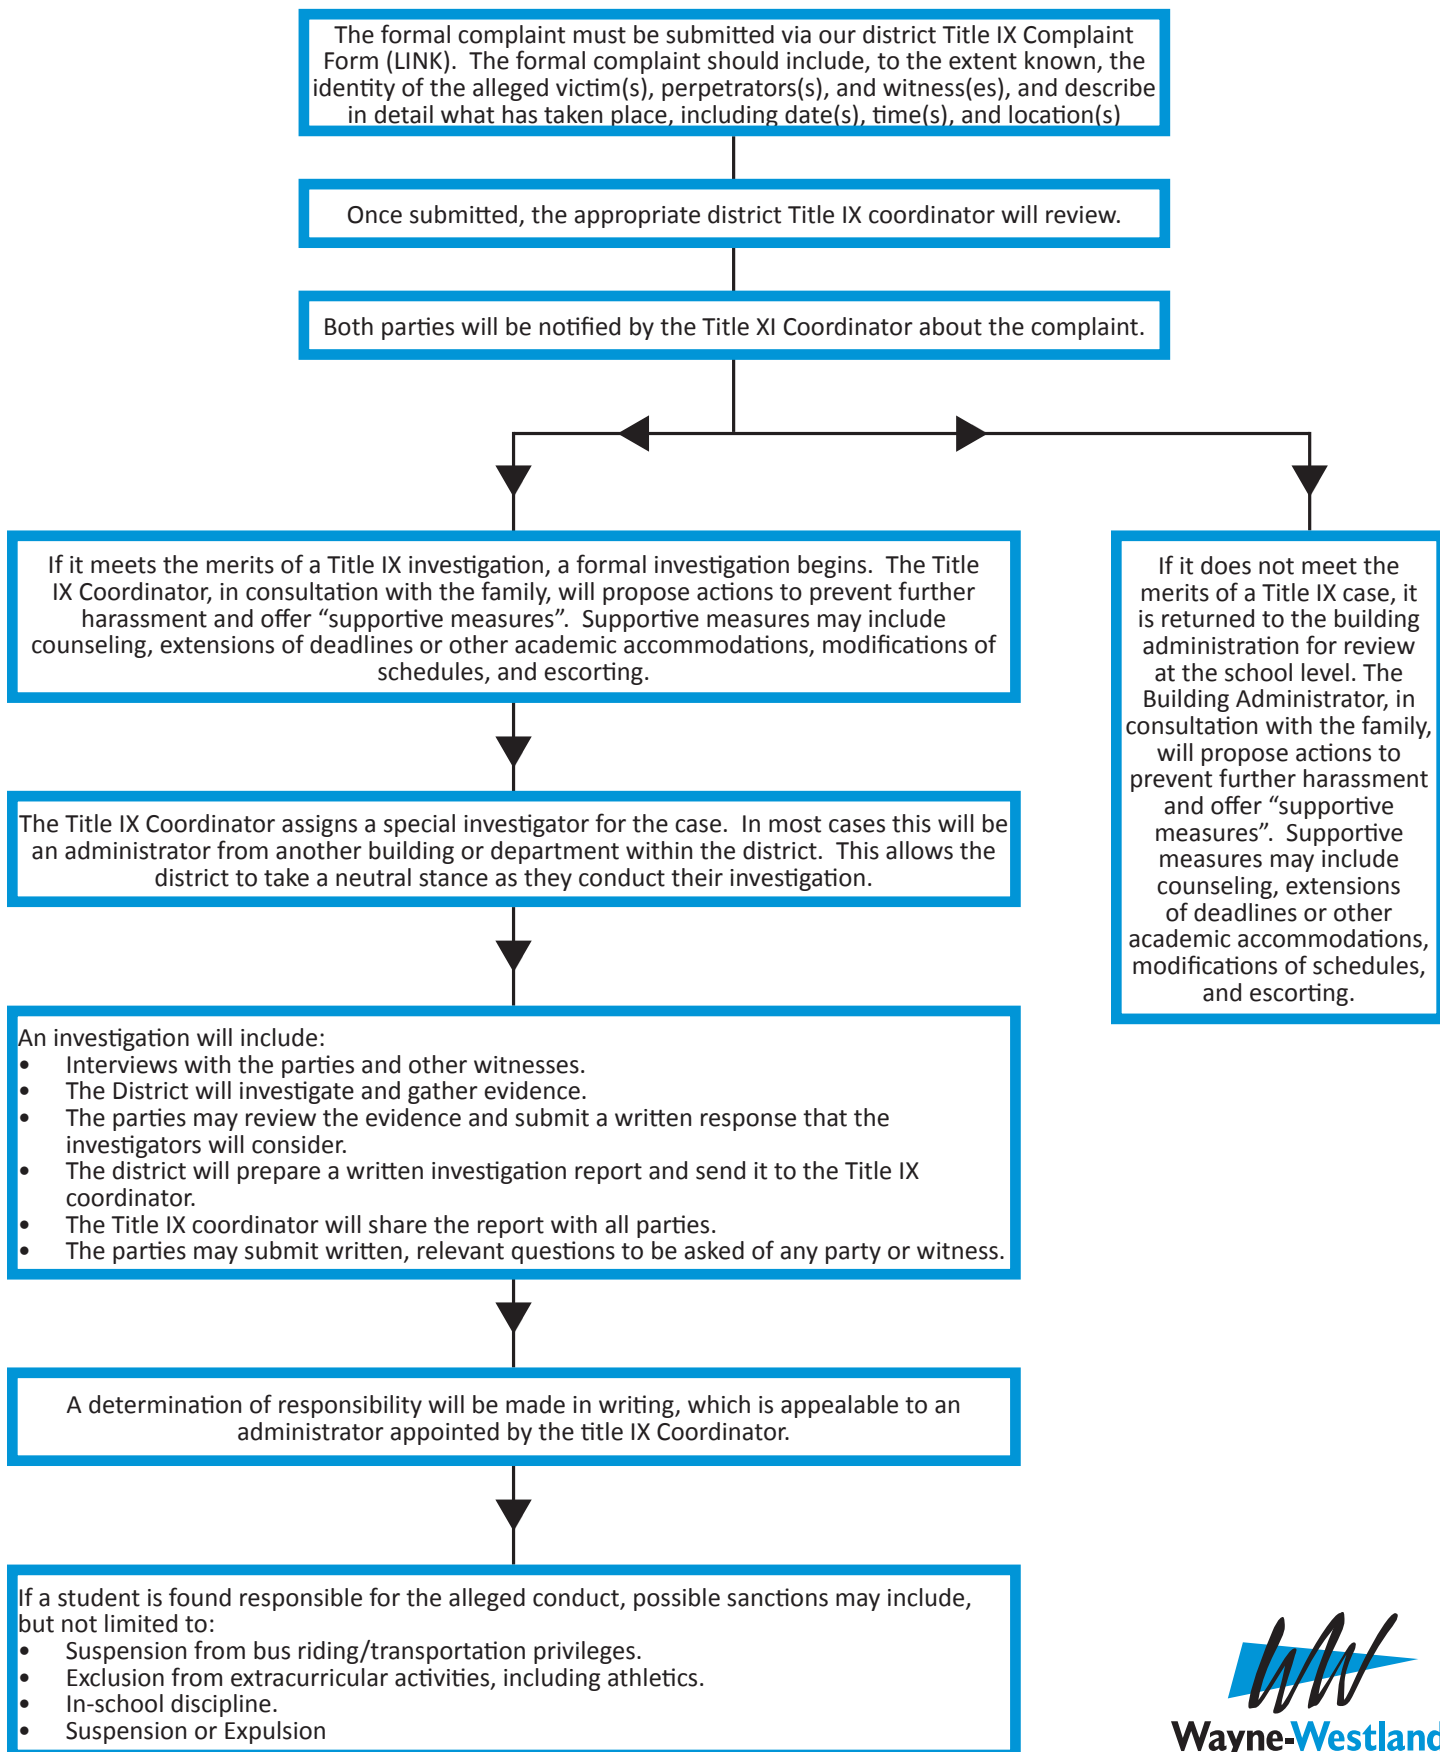 The formal complaint must be submitted via our district Title IX Complaint
Form (LINK).  The formal complaint should include, to the extent known, the
identity of the alleged victim(s), perpetrators(s), and witness(es), and describe
in detail what has taken place, including date(s), time(s), and location(s)
Once submitted, the appropriate district Title IX coordinator will review.
Both parties will be notified by the Title XI Coordinator about the complaint.
If it meets the merits of a Title IX investigation, a formal investigation begins.  The Title
IX Coordinator, in consultation with the family, will propose actions to prevent further
harassment and offer “supportive measures”.  Supportive measures may include
counseling, extensions of deadlines or other academic accommodations, modifications of
schedules, and escorting.
If it does not meet the
merits of a Title IX case, it
is returned to the building
administration for review
at the school level. The
Building Administrator, in
consultation with the family,
will propose actions to
prevent further harassment
and offer “supportive
measures”.  Supportive
measures may include
counseling, extensions
of deadlines or other
academic accommodations,
modifications of schedules,
and escorting.
The Title IX Coordinator assigns a special investigator for the case.  In most cases this will be
an administrator from another building or department within the district.  This allows the
district to take a neutral stance as they conduct their investigation.
An investigation will include:
• Interviews with the parties and other witnesses.
• The District will investigate and gather evidence.
• The parties may review the evidence and submit a written response that the
investigators will consider.
• The district will prepare a written investigation report and send it to the Title IX
coordinator.
• The Title IX coordinator will share the report with all parties.
• The parties may submit written, relevant questions to be asked of any party or witness.
A determination of responsibility will be made in writing, which is appealable to an
administrator appointed by the title IX Coordinator.
If a student is found responsible for the alleged conduct, possible sanctions may include,
but not limited to:
• Suspension from bus riding/transportation privileges.
• Exclusion from extracurricular activities, including athletics.
• In-school discipline.
• Suspension or Expulsion
WW
Wayne-Westland